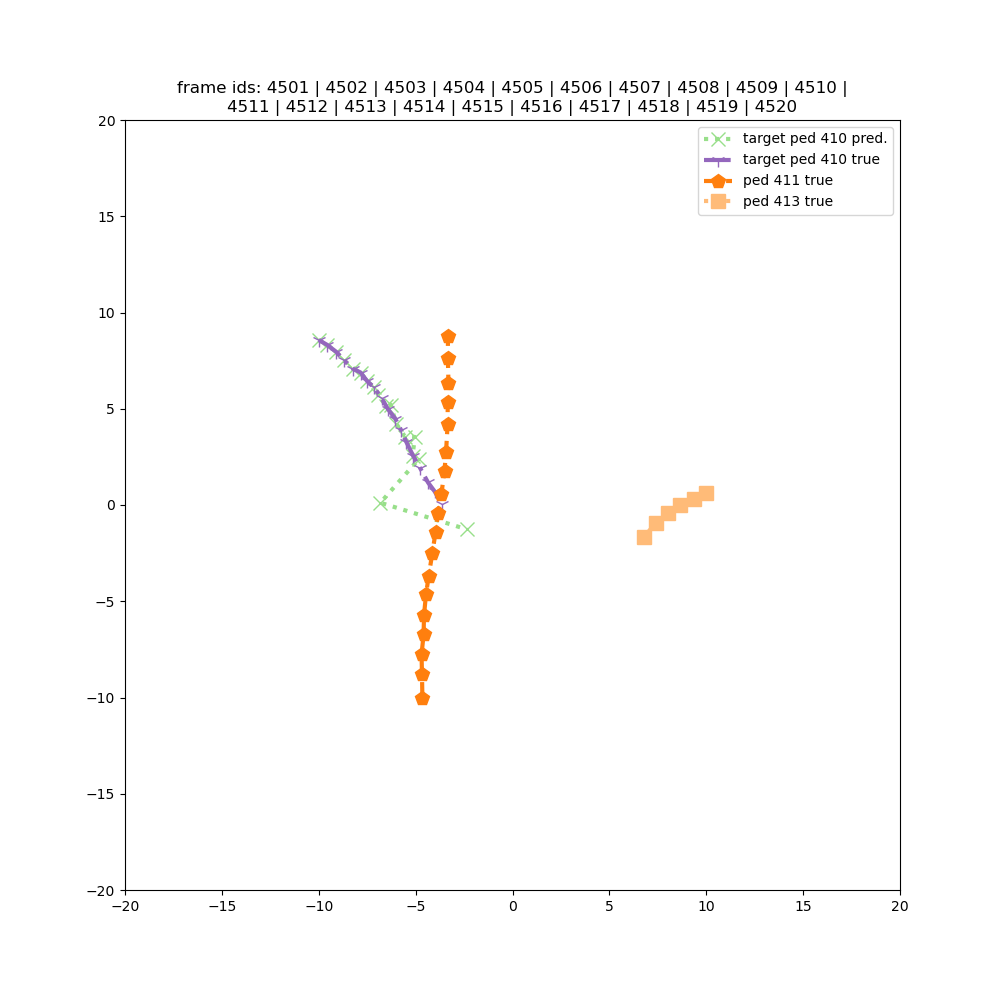 frame ids: 4501 | 4502 | 4503 | 4504 | 4505 | 4506 | 4507 | 4508 | 4509 | 4510 |
4511 | 4512 | 4513 | 4514 | 4515 | 4516 | 4517 | 4518 | 4519 | 4520
target ped 410 pred.
target ped 410 true
ped 411 true
ped 413 true
20
15
10
5
0
−5
−10
−15
−20
−20 −15 −10 −5 0 5 10 15 20